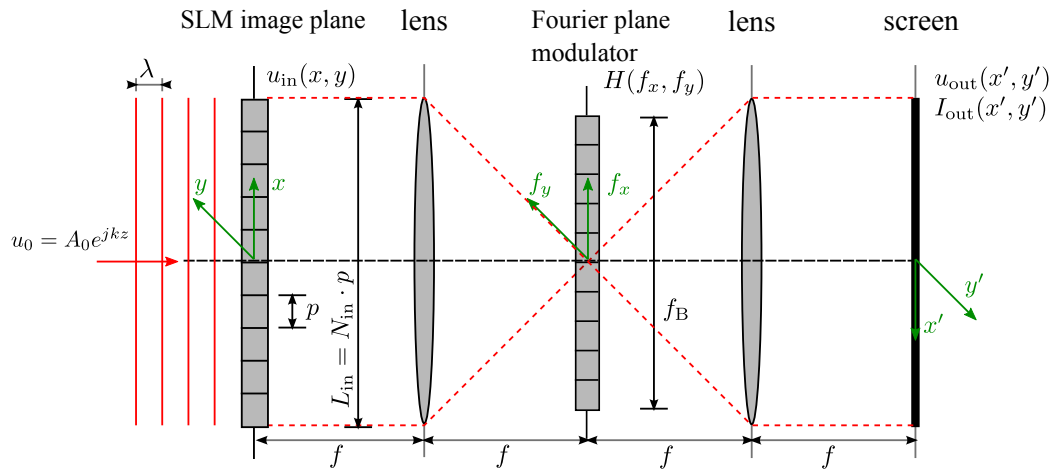 SLM image plane
lens
Fourier plane
modulator
lens
screen
λ
u_in(x, y)
H(f_x, f_y)
u_out(x′, y′)
I_out(x′, y′)
y
x
f_y
f_x
u_0 = A_0e^{jkz}
p
L_in = N_in · p
f_B
y′
x′
f
f
f
f